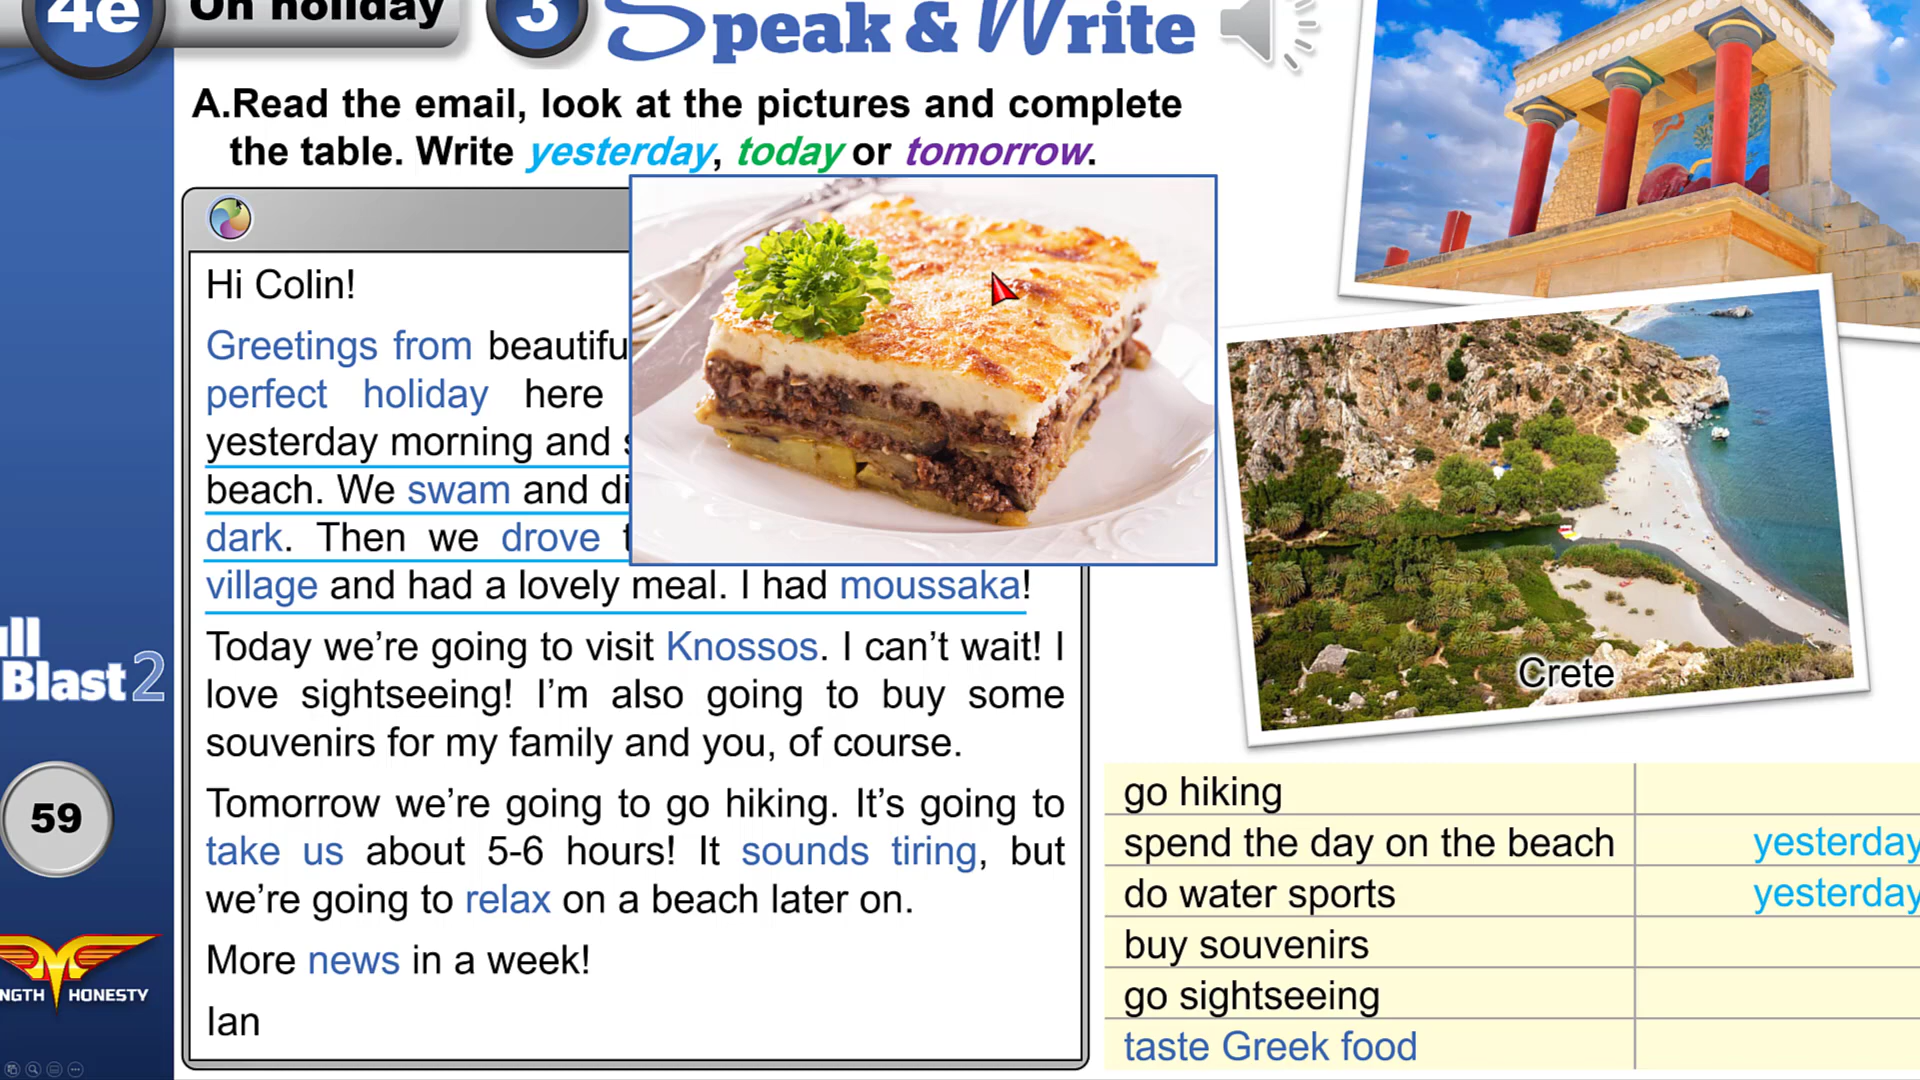 4e On holiday 3 Speak & Write
A.Read the email, look at the pictures and complete
the table. Write yesterday, today or tomorrow.
Hi Colin!
Greetings from beautifu
perfect holiday here
yesterday morning and
beach. We swam and di
dark. Then we drove
village and had a lovely meal. I had moussaka!
Today we’re going to visit Knossos. I can’t wait! I
love sightseeing! I’m also going to buy some
souvenirs for my family and you, of course.
Tomorrow we’re going to go hiking. It’s going to
take us about 5-6 hours! It sounds tiring, but
we’re going to relax on a beach later on.
More news in a week!
Ian
Crete
go hiking
spend the day on the beach yesterday
do water sports yesterday
buy souvenirs
go sightseeing
taste Greek food
ll
Blast 2
59
NGTH HONESTY